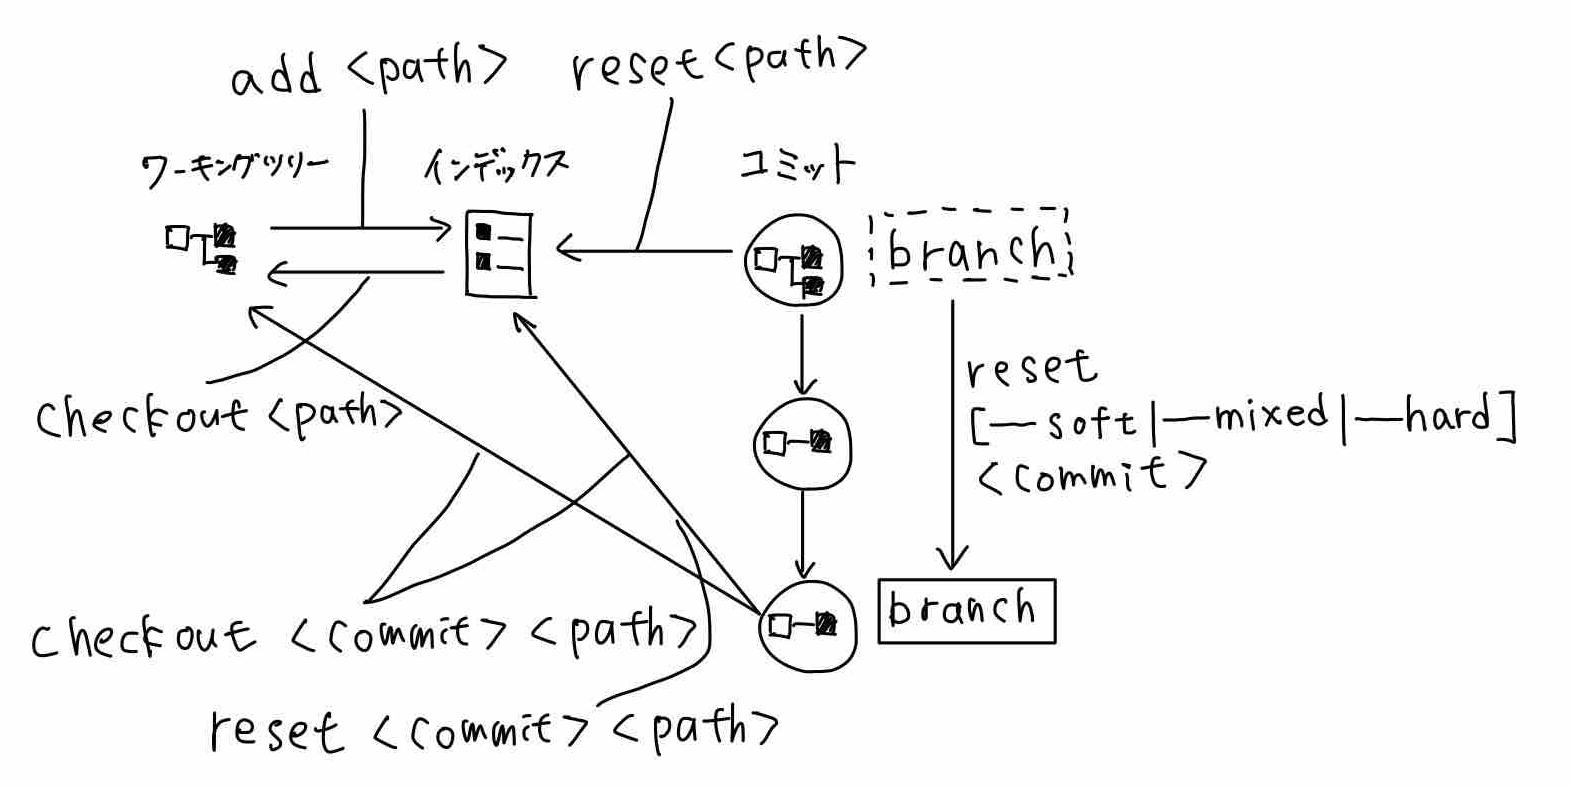 add <path>
reset <path>
ワーキングツリー
インデックス
コミット
branch
reset
[--soft|--mixed|--hard]
<commit>
checkout <path>
branch
checkout <commit> <path>
reset <commit> <path>